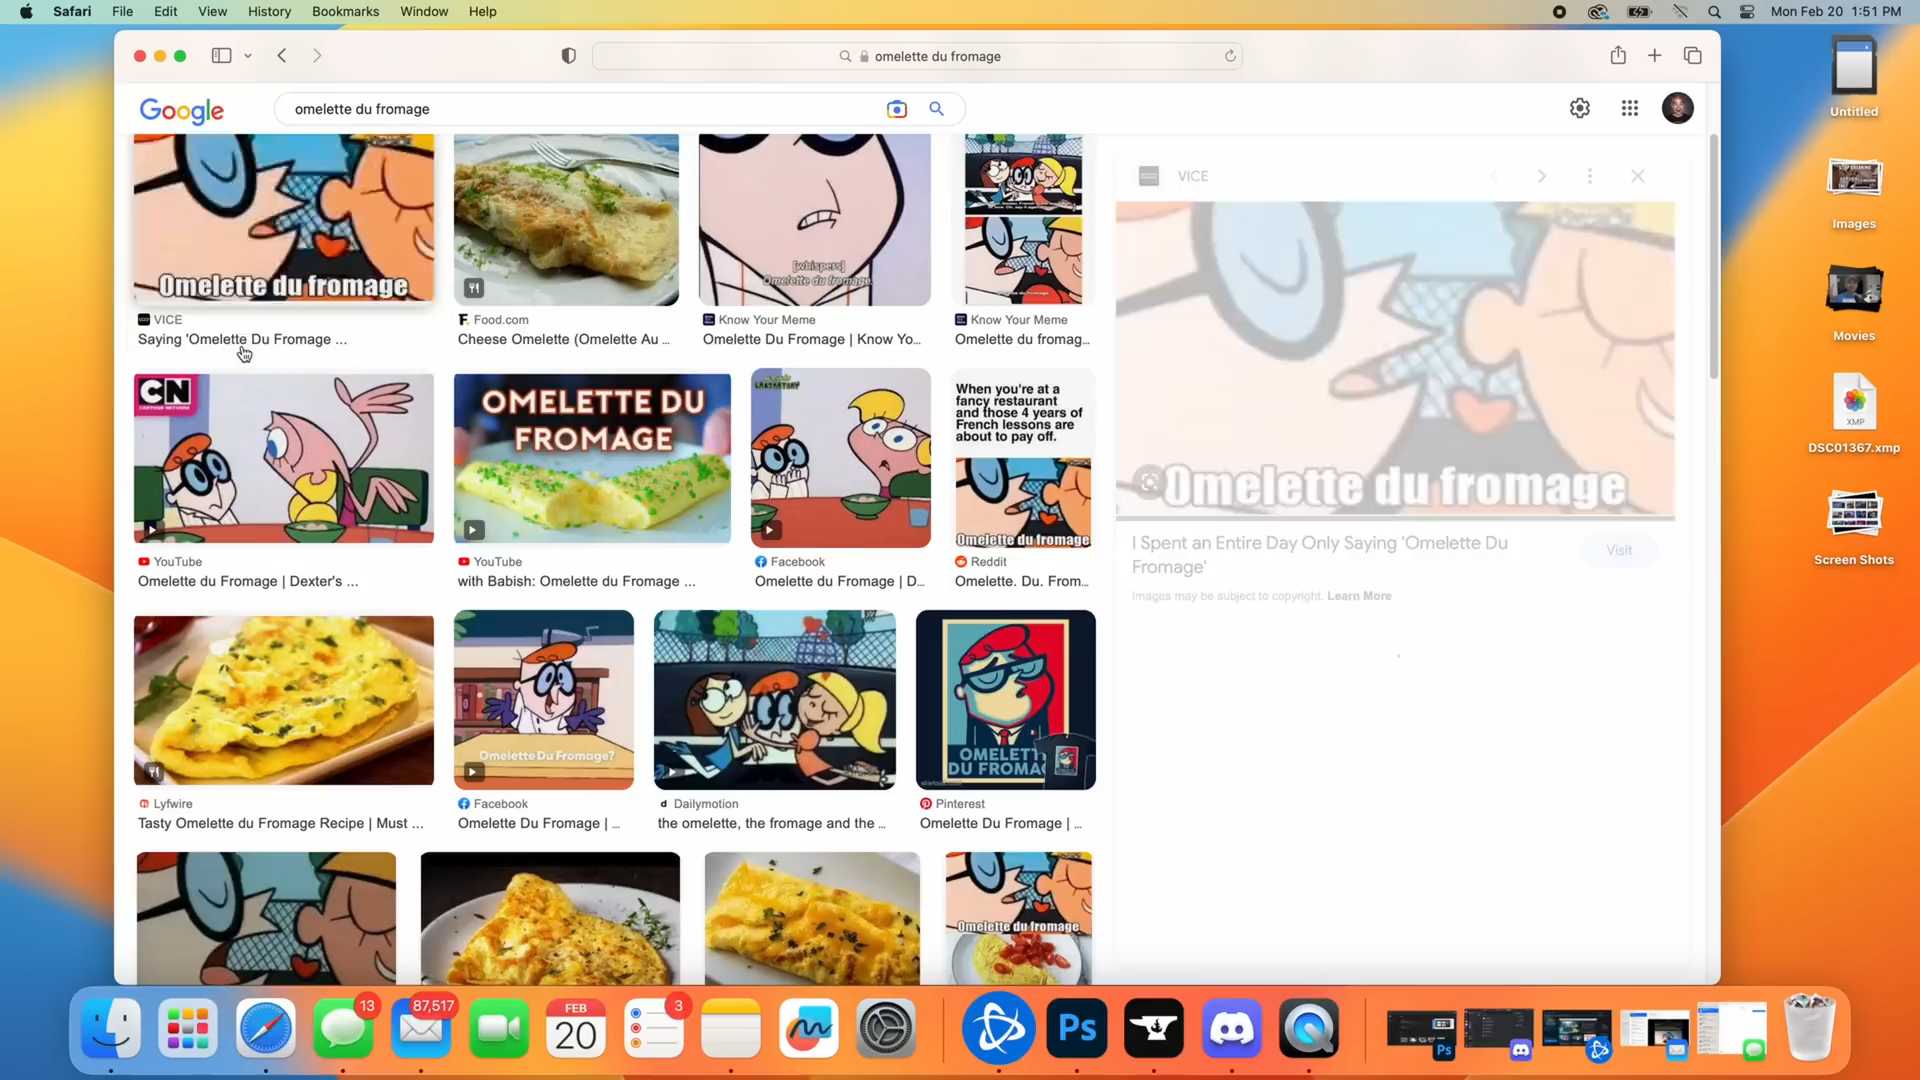 Safari File Edit View History Bookmarks Window Help
Mon Feb 20 1:51 PM
omelette du fromage
Google
omelette du fromage
Omelette du fromage
VICE
Saying 'Omelette Du Fromage ...
Food.com
Cheese Omelette (Omelette Au ...
[whispers]
Omelette du fromage.
Know Your Meme
Omelette Du Fromage | Know Yo...
Know Your Meme
Omelette du fromag...
CN
CARTOON NETWORK
YouTube
Omelette du Fromage | Dexter's ...
OMELETTE DU
FROMAGE
YouTube
with Babish: Omelette du Fromage ...
LABORATORY
Facebook
Omelette du Fromage | D...
When you're at a
fancy restaurant
and those 4 years of
French lessons are
about to pay off.
Omelette du fromage
Reddit
Omelette. Du. From...
Lyfwire
Tasty Omelette du Fromage Recipe | Must ...
Omelette Du Fromage?
Facebook
Omelette Du Fromage | ...
d Dailymotion
the omelette, the fromage and the ...
OMELETT
DU FROMA
Pinterest
Omelette Du Fromage | ...
Omelette du fromage
VICE
Omelette du fromage
I Spent an Entire Day Only Saying 'Omelette Du
Fromage'
Visit
Images may be subject to copyright. Learn More
Untitled
Images
Movies
XMP
DSC01367.xmp
Screen Shots
13
87,517
FEB
20
3
Ps
Ps